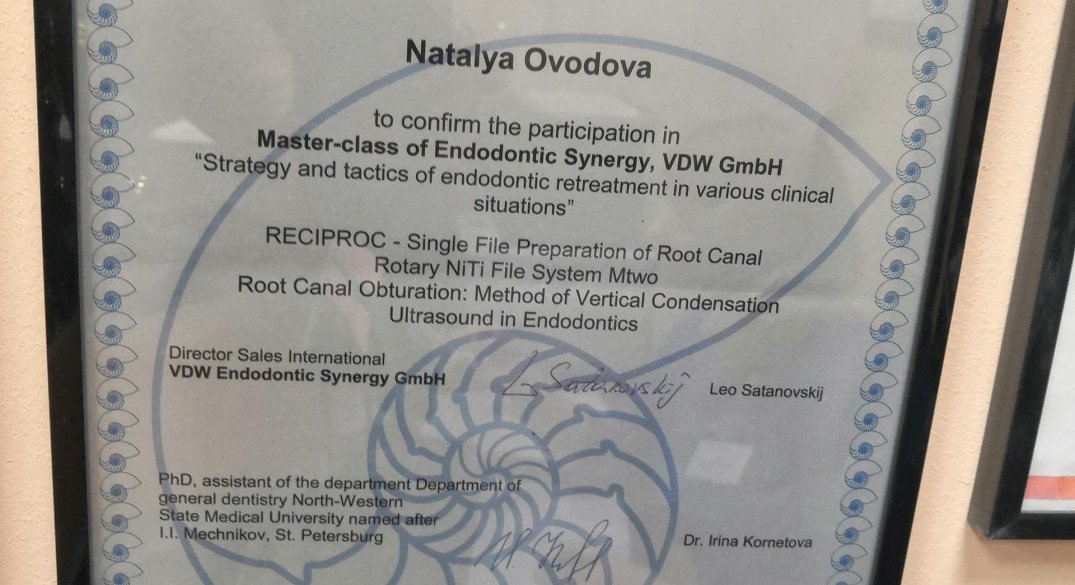 Natalya Ovodova
to confirm the participation in
Master-class of Endodontic Synergy, VDW GmbH
“Strategy and tactics of endodontic retreatment in various clinical
situations”
RECIPROC - Single File Preparation of Root Canal
Rotary NiTi File System Mtwo
Root Canal Obturation: Method of Vertical Condensation
Ultrasound in Endodontics
Director Sales International
VDW Endodontic Synergy GmbH
L Satanovskij
Leo Satanovskij
PhD, assistant of the department Department of
general dentistry North-Western
State Medical University named after
I.I. Mechnikov, St. Petersburg
Dr. Irina Kornetova